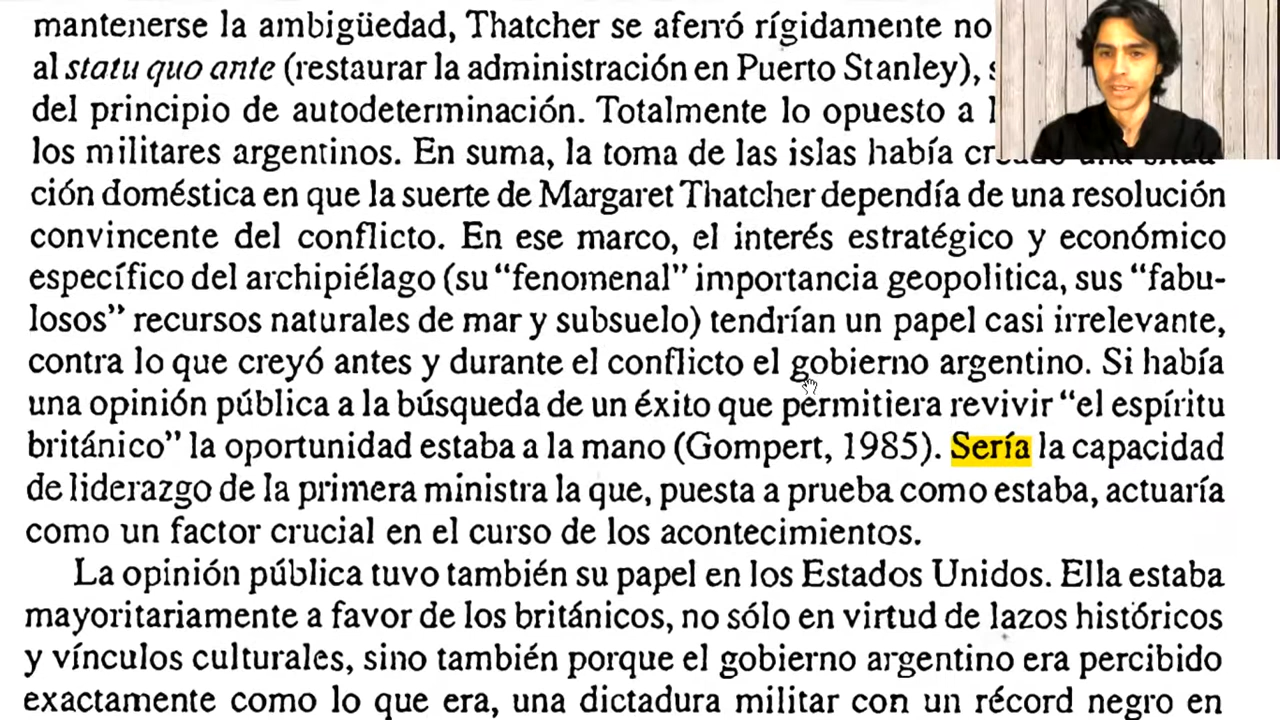 mantenerse la ambigüedad, Thatcher se aferró rígidamente no
al statu quo ante (restaurar la administración en Puerto Stanley),
del principio de autodeterminación. Totalmente lo opuesto a
los militares argentinos. En suma, la toma de las islas había creado una situa-
ción doméstica en que la suerte de Margaret Thatcher dependía de una resolución
convincente del conflicto. En ese marco, el interés estratégico y económico
específico del archipiélago (su “fenomenal” importancia geopolitica, sus “fabu-
losos” recursos naturales de mar y subsuelo) tendrían un papel casi irrelevante,
contra lo que creyó antes y durante el conflicto el gobierno argentino. Si había
una opinión pública a la búsqueda de un éxito que permitiera revivir “el espíritu
británico” la oportunidad estaba a la mano (Gompert, 1985). Sería la capacidad
de liderazgo de la primera ministra la que, puesta a prueba como estaba, actuaría
como un factor crucial en el curso de los acontecimientos.
La opinión pública tuvo también su papel en los Estados Unidos. Ella estaba
mayoritariamente a favor de los británicos, no sólo en virtud de lazos históricos
y vínculos culturales, sino también porque el gobierno argentino era percibido
exactamente como lo que era, una dictadura militar con un récord negro en